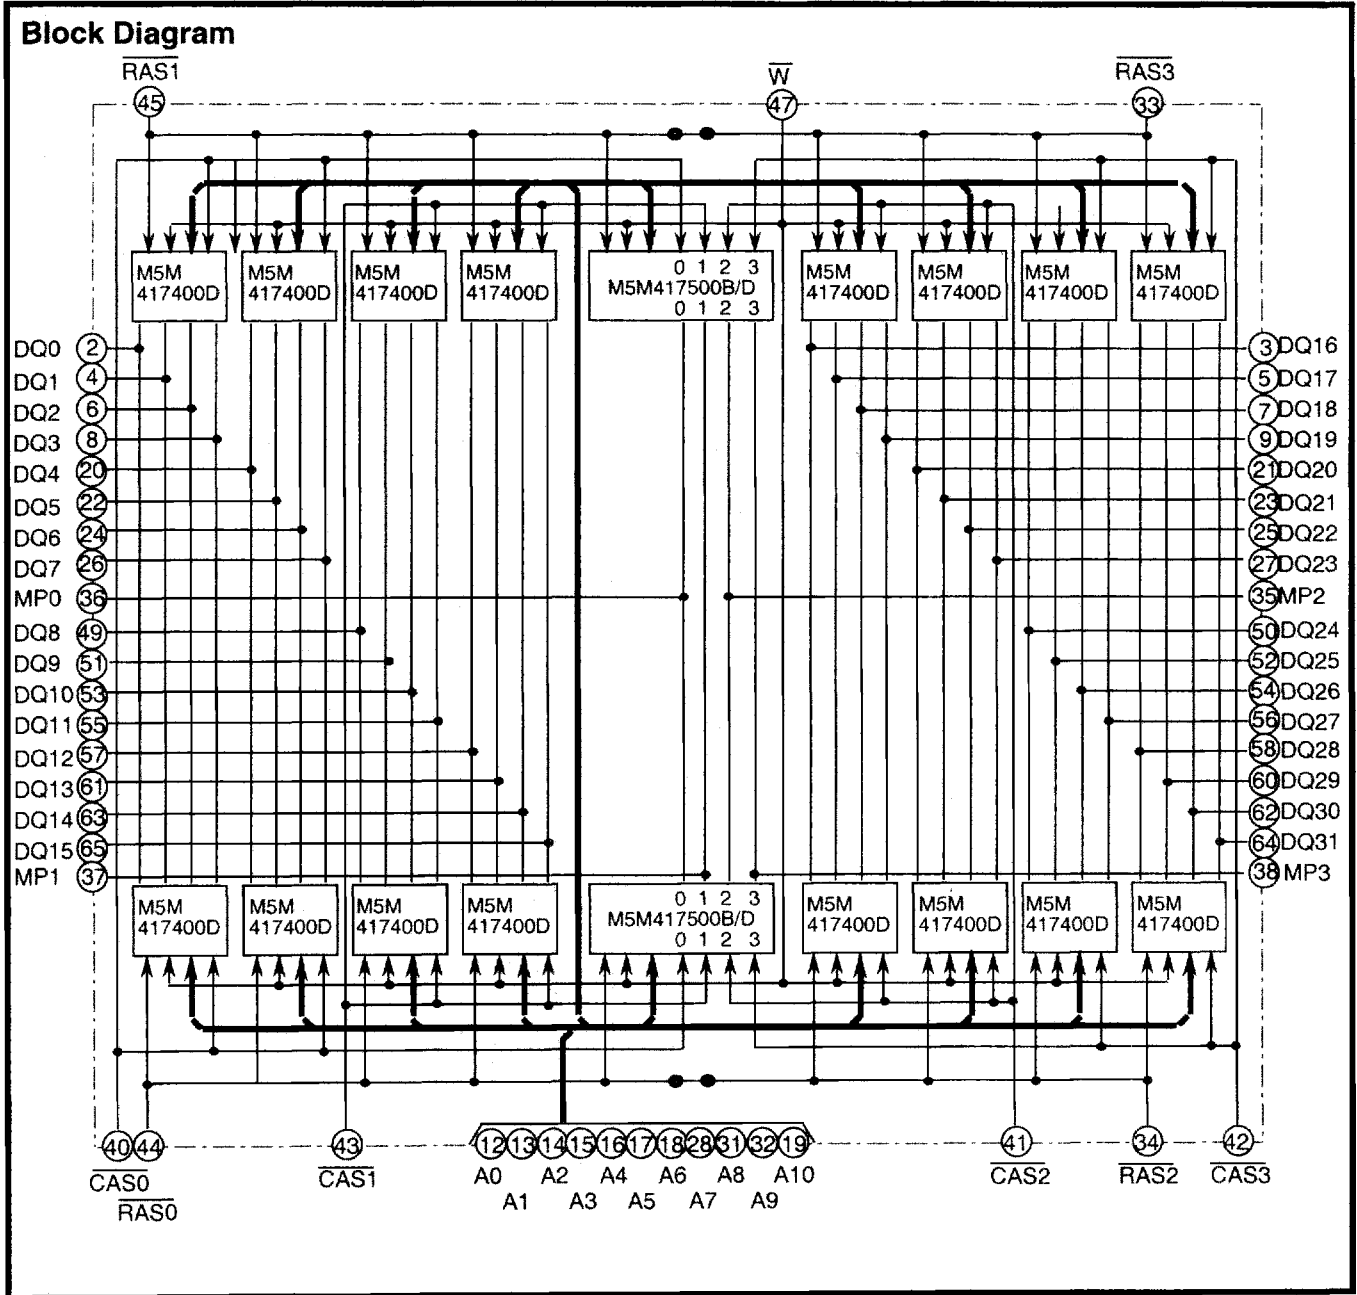 Block Diagram
RAS1 W RAS3
45 47 33
0 1 2 3
M5M M5M M5M M5M M5M417500B/D M5M M5M M5M M5M
417400D 417400D 417400D 417400D 417400D 417400D 417400D 417400D
0 1 2 3
DQ0 2 3 DQ16
DQ1 4 5 DQ17
DQ2 6 7 DQ18
DQ3 8 9 DQ19
DQ4 20 21 DQ20
DQ5 22 23 DQ21
DQ6 24 25 DQ22
DQ7 26 27 DQ23
MP0 36 35 MP2
DQ8 49 50 DQ24
DQ9 51 52 DQ25
DQ10 53 54 DQ26
DQ11 55 56 DQ27
DQ12 57 58 DQ28
DQ13 61 60 DQ29
DQ14 63 62 DQ30
DQ15 65 64 DQ31
MP1 37 38 MP3
0 1 2 3
M5M M5M M5M M5M M5M417500B/D M5M M5M M5M M5M
417400D 417400D 417400D 417400D 417400D 417400D 417400D 417400D
0 1 2 3
40 44 43 12 13 14 15 16 17 18 28 31 32 19 41 34 42
CAS0 CAS1 A0 A2 A4 A6 A8 A10 CAS2 RAS2 CAS3
RAS0 A1 A3 A5 A7 A9